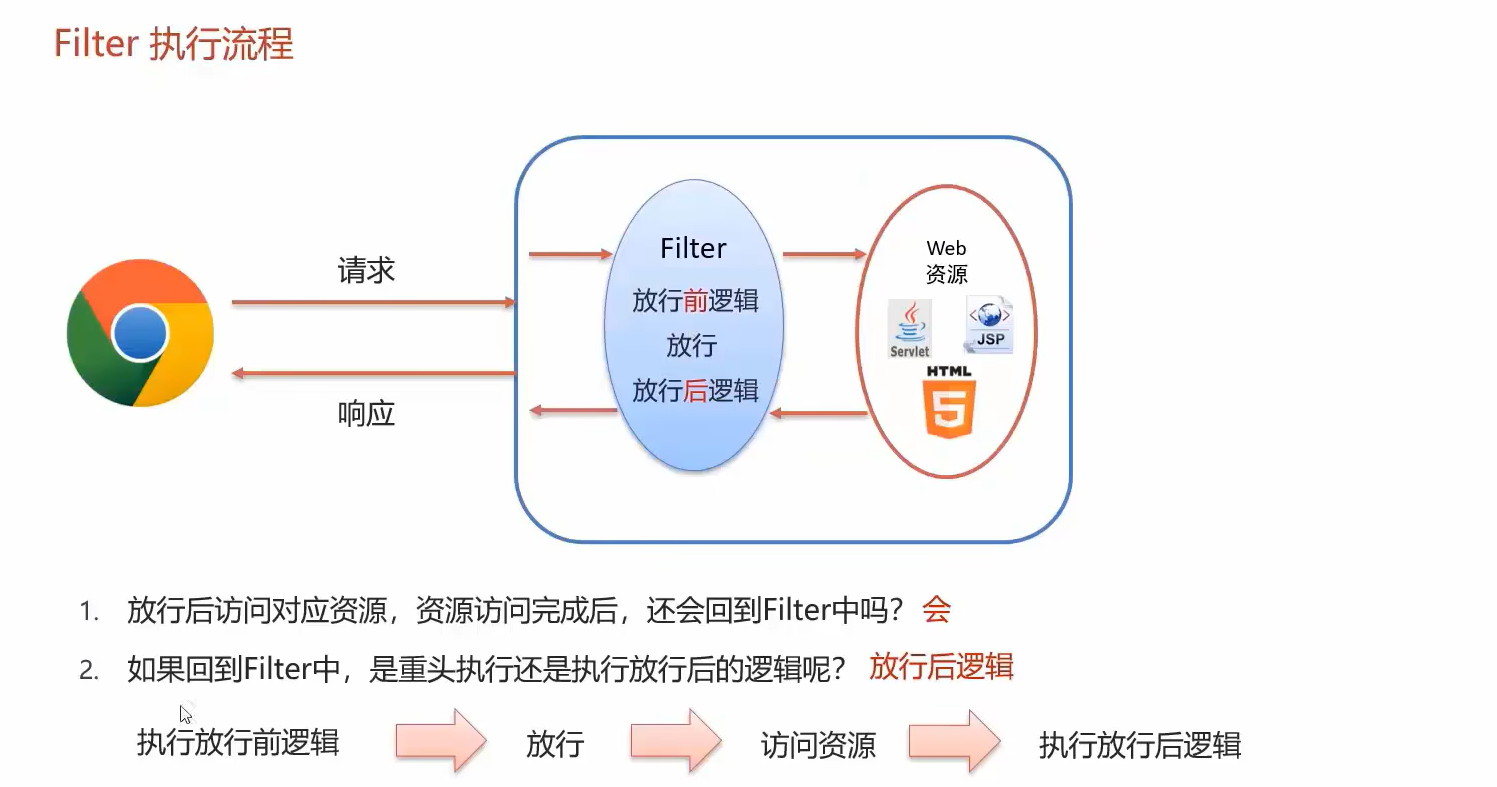 Filter 执行流程
请求
响应
Filter
放行前逻辑
放行
放行后逻辑
Web
资源
Servlet
<> JSP
HTML
5
1. 放行后访问对应资源，资源访问完成后，还会回到Filter中吗？ 会
2. 如果回到Filter中，是重头执行还是执行放行后的逻辑呢？ 放行后逻辑
执行放行前逻辑 放行 访问资源 执行放行后逻辑